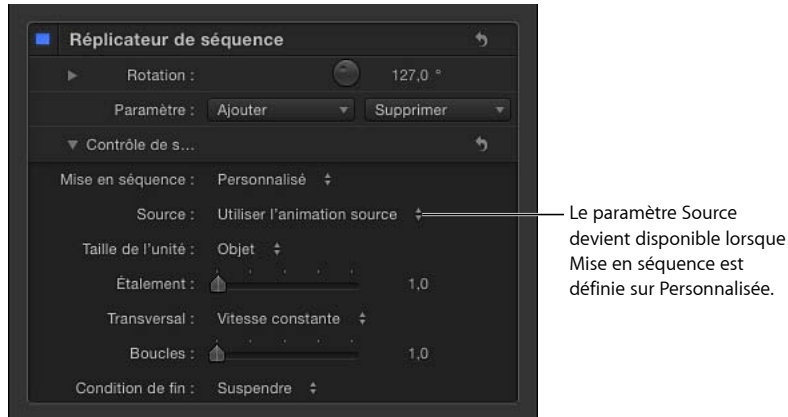 Réplicateur de séquence
Rotation : 127,0 °
Paramètre : Ajouter Supprimer
Contrôle de s...
Mise en séquence : Personnalisé
Source : Utiliser l'animation source
Taille de l'unité : Objet
Étalement : 1,0
Transversal : Vitesse constante
Boucles : 1,0
Condition de fin : Suspendre
Le paramètre Source
devient disponible lorsque
Mise en séquence est
définie sur Personnalisée.